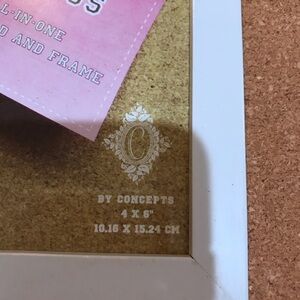 L-IN-ONE
D AND FRAME
C
BY CONCEPTS
4 X 6"
10.16 X 15.24 CM